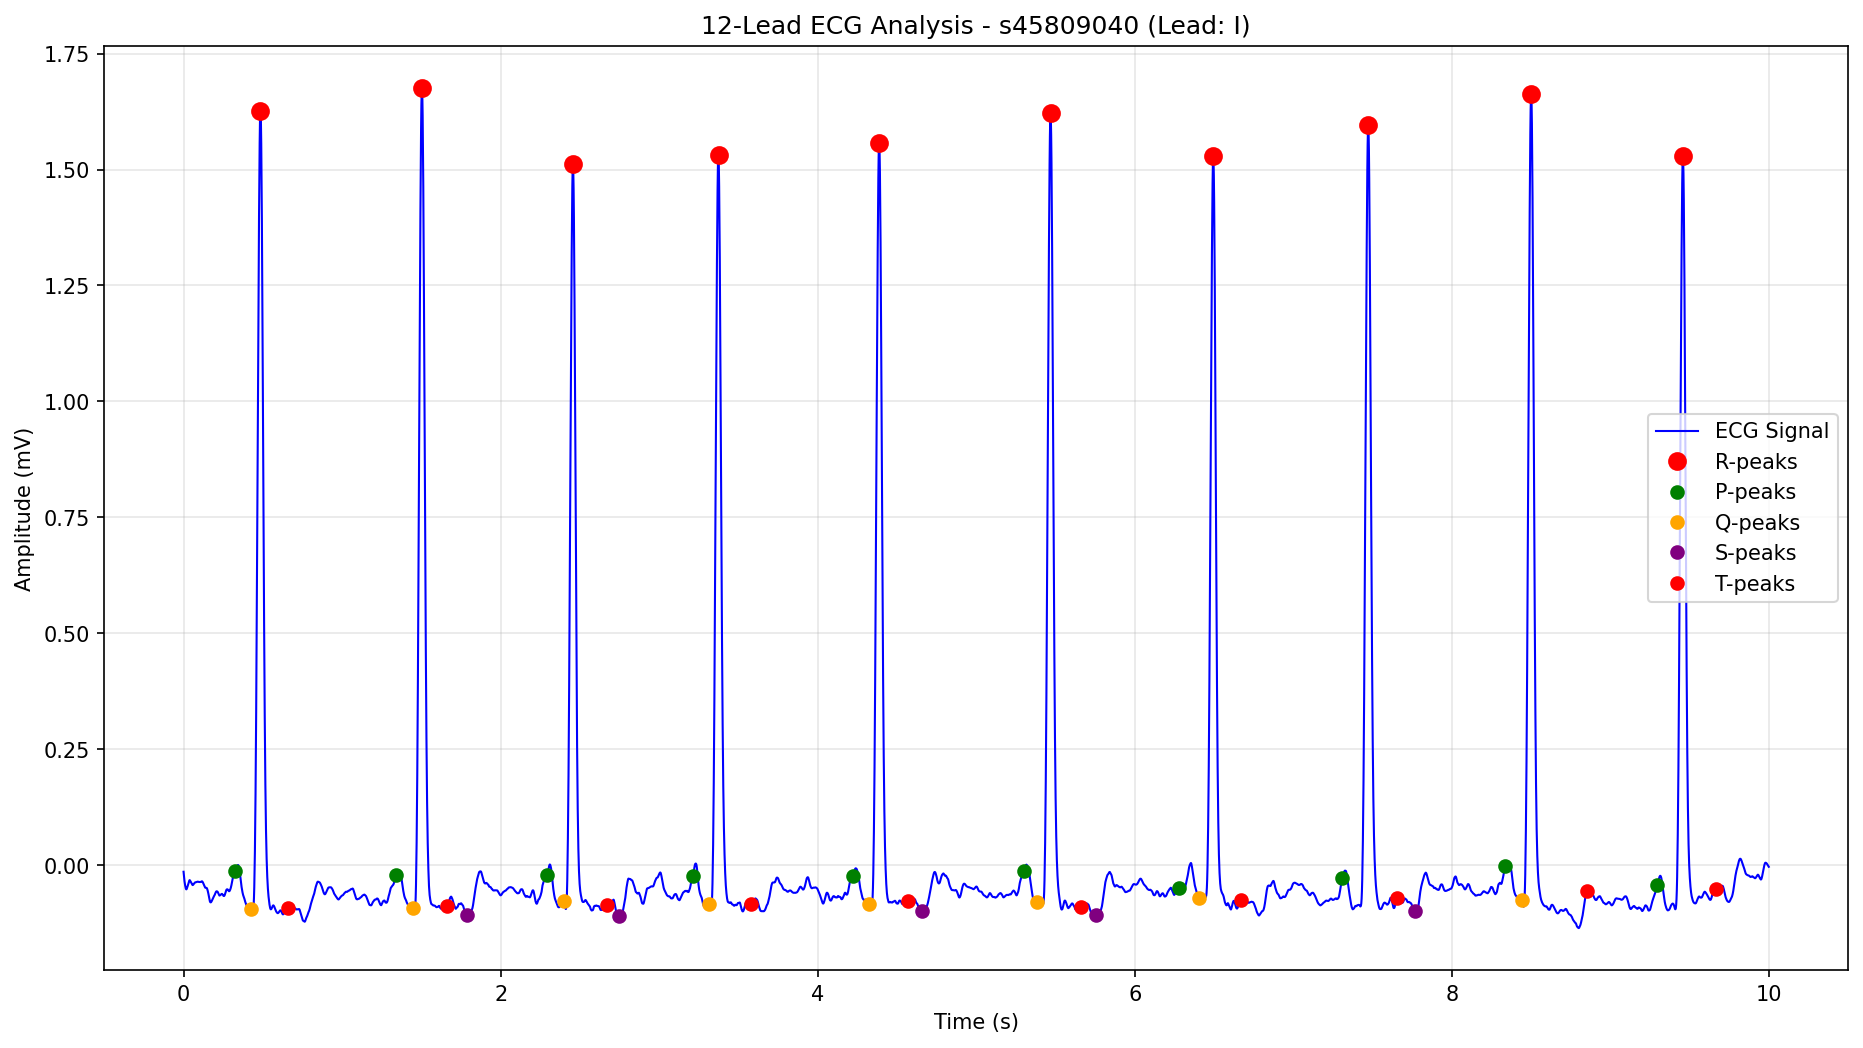 12-Lead ECG Analysis - s45809040 (Lead: I)
1.75
1.50
1.25
1.00
0.75
0.50
0.25
0.00
Amplitude (mV)
ECG Signal
R-peaks
P-peaks
Q-peaks
S-peaks
T-peaks
0 2 4 6 8 10
Time (s)